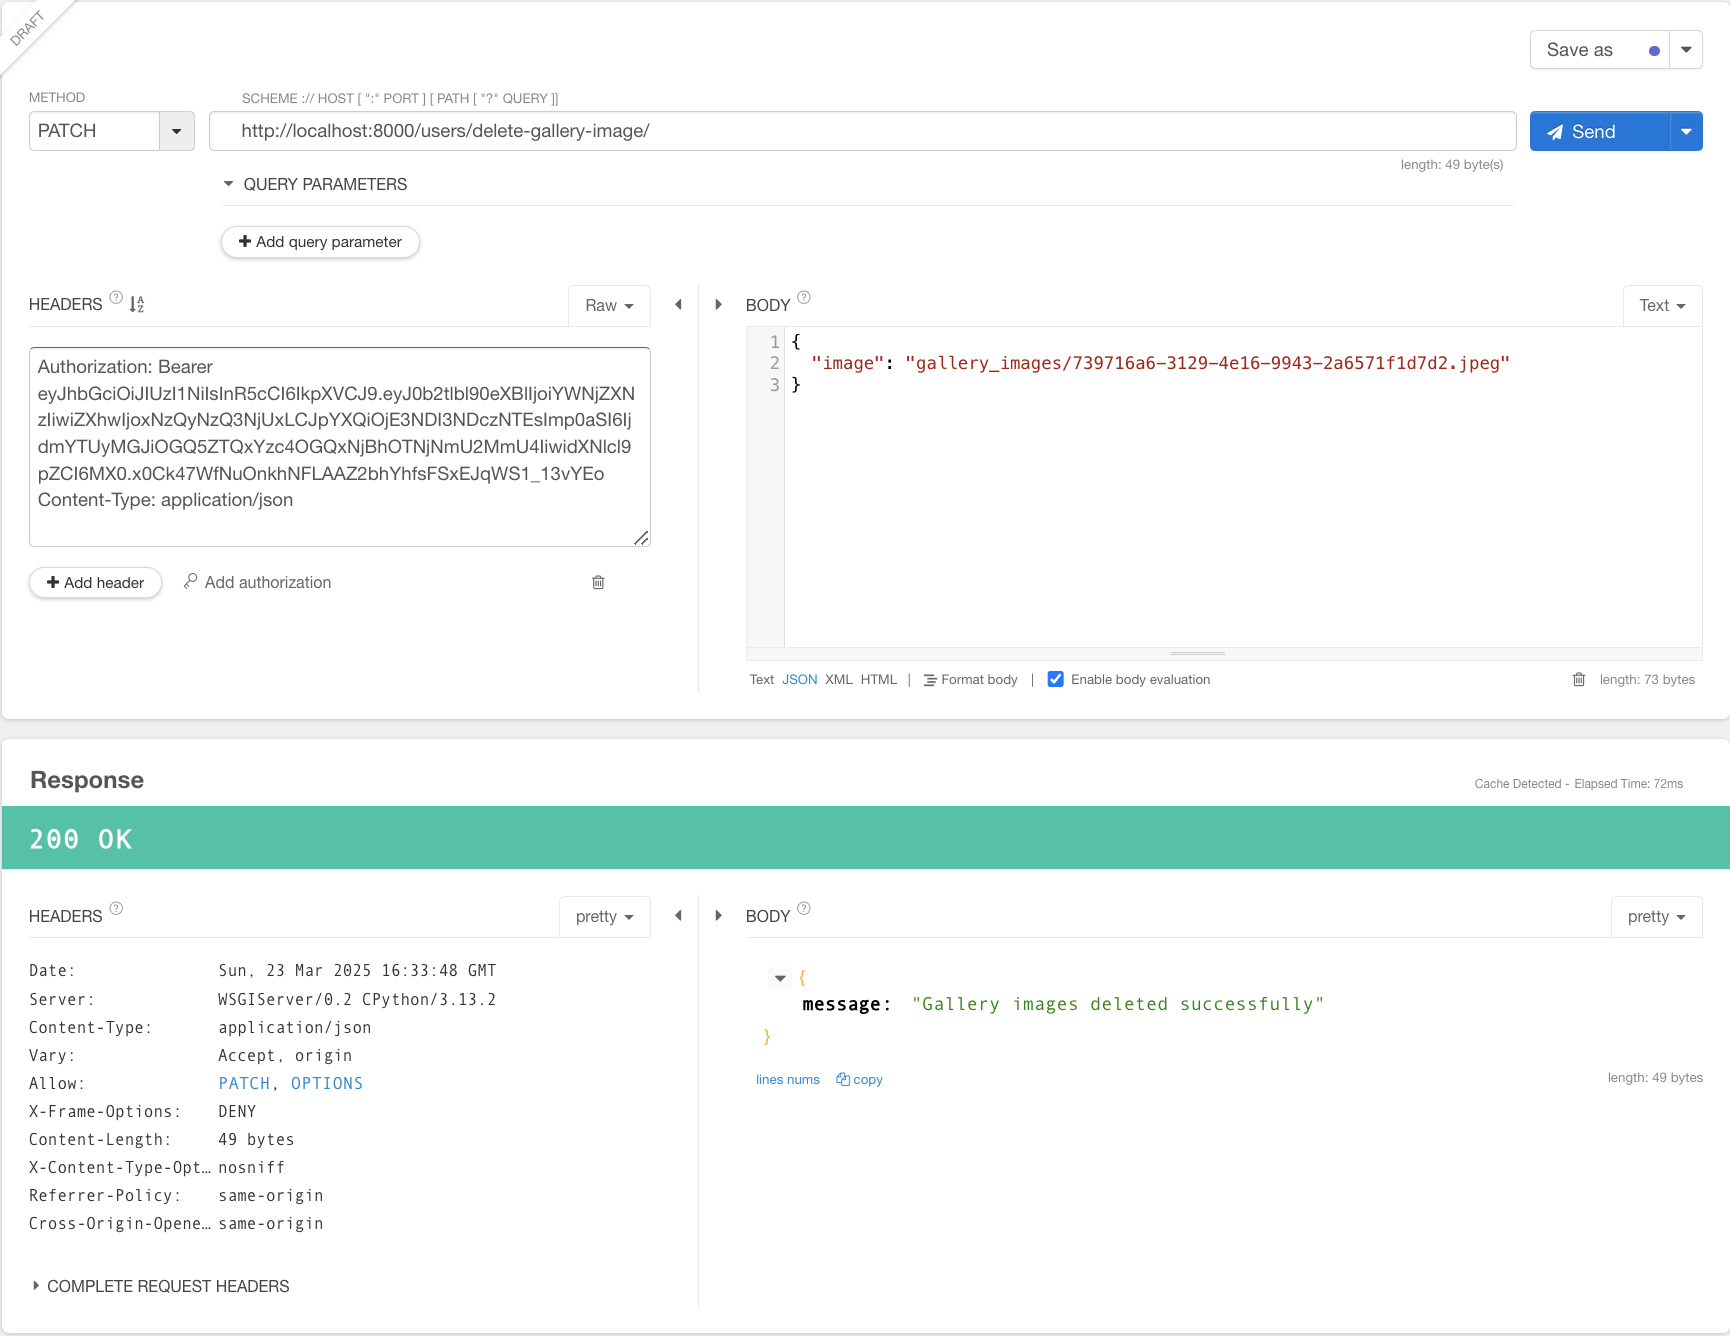 DRAFT
Save as
METHOD
SCHEME :// HOST [ ":" PORT ] [ PATH [ "?" QUERY ]]
PATCH
http://localhost:8000/users/delete-gallery-image/
Send
length: 49 byte(s)
QUERY PARAMETERS
Add query parameter
HEADERS ?
Raw
BODY ?
Text
Authorization: Bearer
eyJhbGciOiJIUzI1NiIsInR5cCI6IkpXVCJ9.eyJ0b2tlbl90eXBlIjoiYWNjZXN
zIiwiZXhwIjoxNzQyNzQ3NjUxLCJpYXQiOjE3NDI3NDczNTEsImp0aSI6Ij
dmYTUyMGJiOGQ5ZTQxYzc4OGQxNjBhOTNjNmU2MmU4IiwidXNlcl9
pZCI6MX0.x0Ck47WfNuOnkhNFLAAZ2bhYhfsFSxEJqWS1_13vYEo
Content-Type: application/json
1 {
2 "image": "gallery_images/739716a6-3129-4e16-9943-2a6571f1d7d2.jpeg"
3 }
Add header
Add authorization
Text JSON XML HTML | Format body | Enable body evaluation
length: 73 bytes
Response
Cache Detected - Elapsed Time: 72ms
200 OK
HEADERS ?
pretty
BODY ?
pretty
Date: Sun, 23 Mar 2025 16:33:48 GMT
Server: WSGIServer/0.2 CPython/3.13.2
Content-Type: application/json
Vary: Accept, origin
Allow: PATCH, OPTIONS
X-Frame-Options: DENY
Content-Length: 49 bytes
X-Content-Type-Opt… nosniff
Referrer-Policy: same-origin
Cross-Origin-Opene… same-origin
{
message: "Gallery images deleted successfully"
}
lines nums copy
length: 49 bytes
COMPLETE REQUEST HEADERS